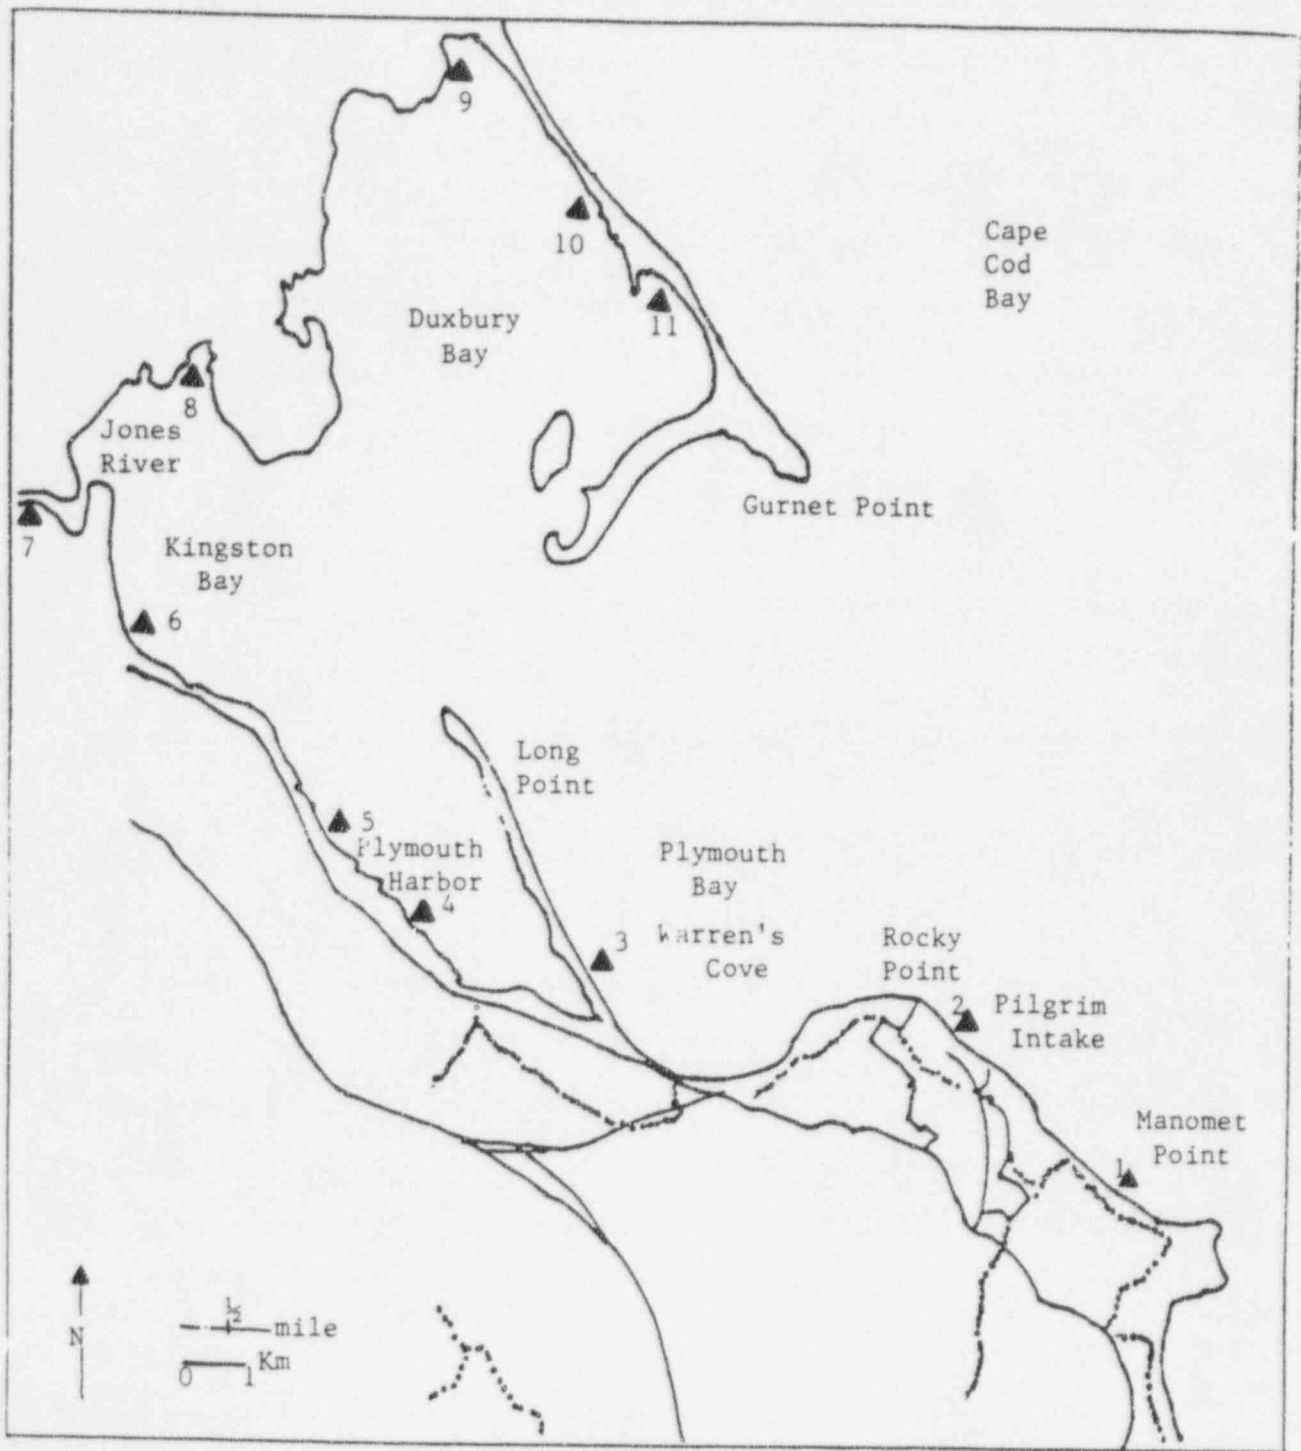 9
10
Cape
Cod
Bay
11
Duxbury
Bay
8
Jones
River
Gurnet Point
7
Kingston
Bay
6
Long
Point
5
Plymouth
Harbor
4
Plymouth
Bay
3
Warren's
Cove
Rocky
Point
2
Pilgrim
Intake
Manomet
Point
1
N
½
mile
Km
0 1